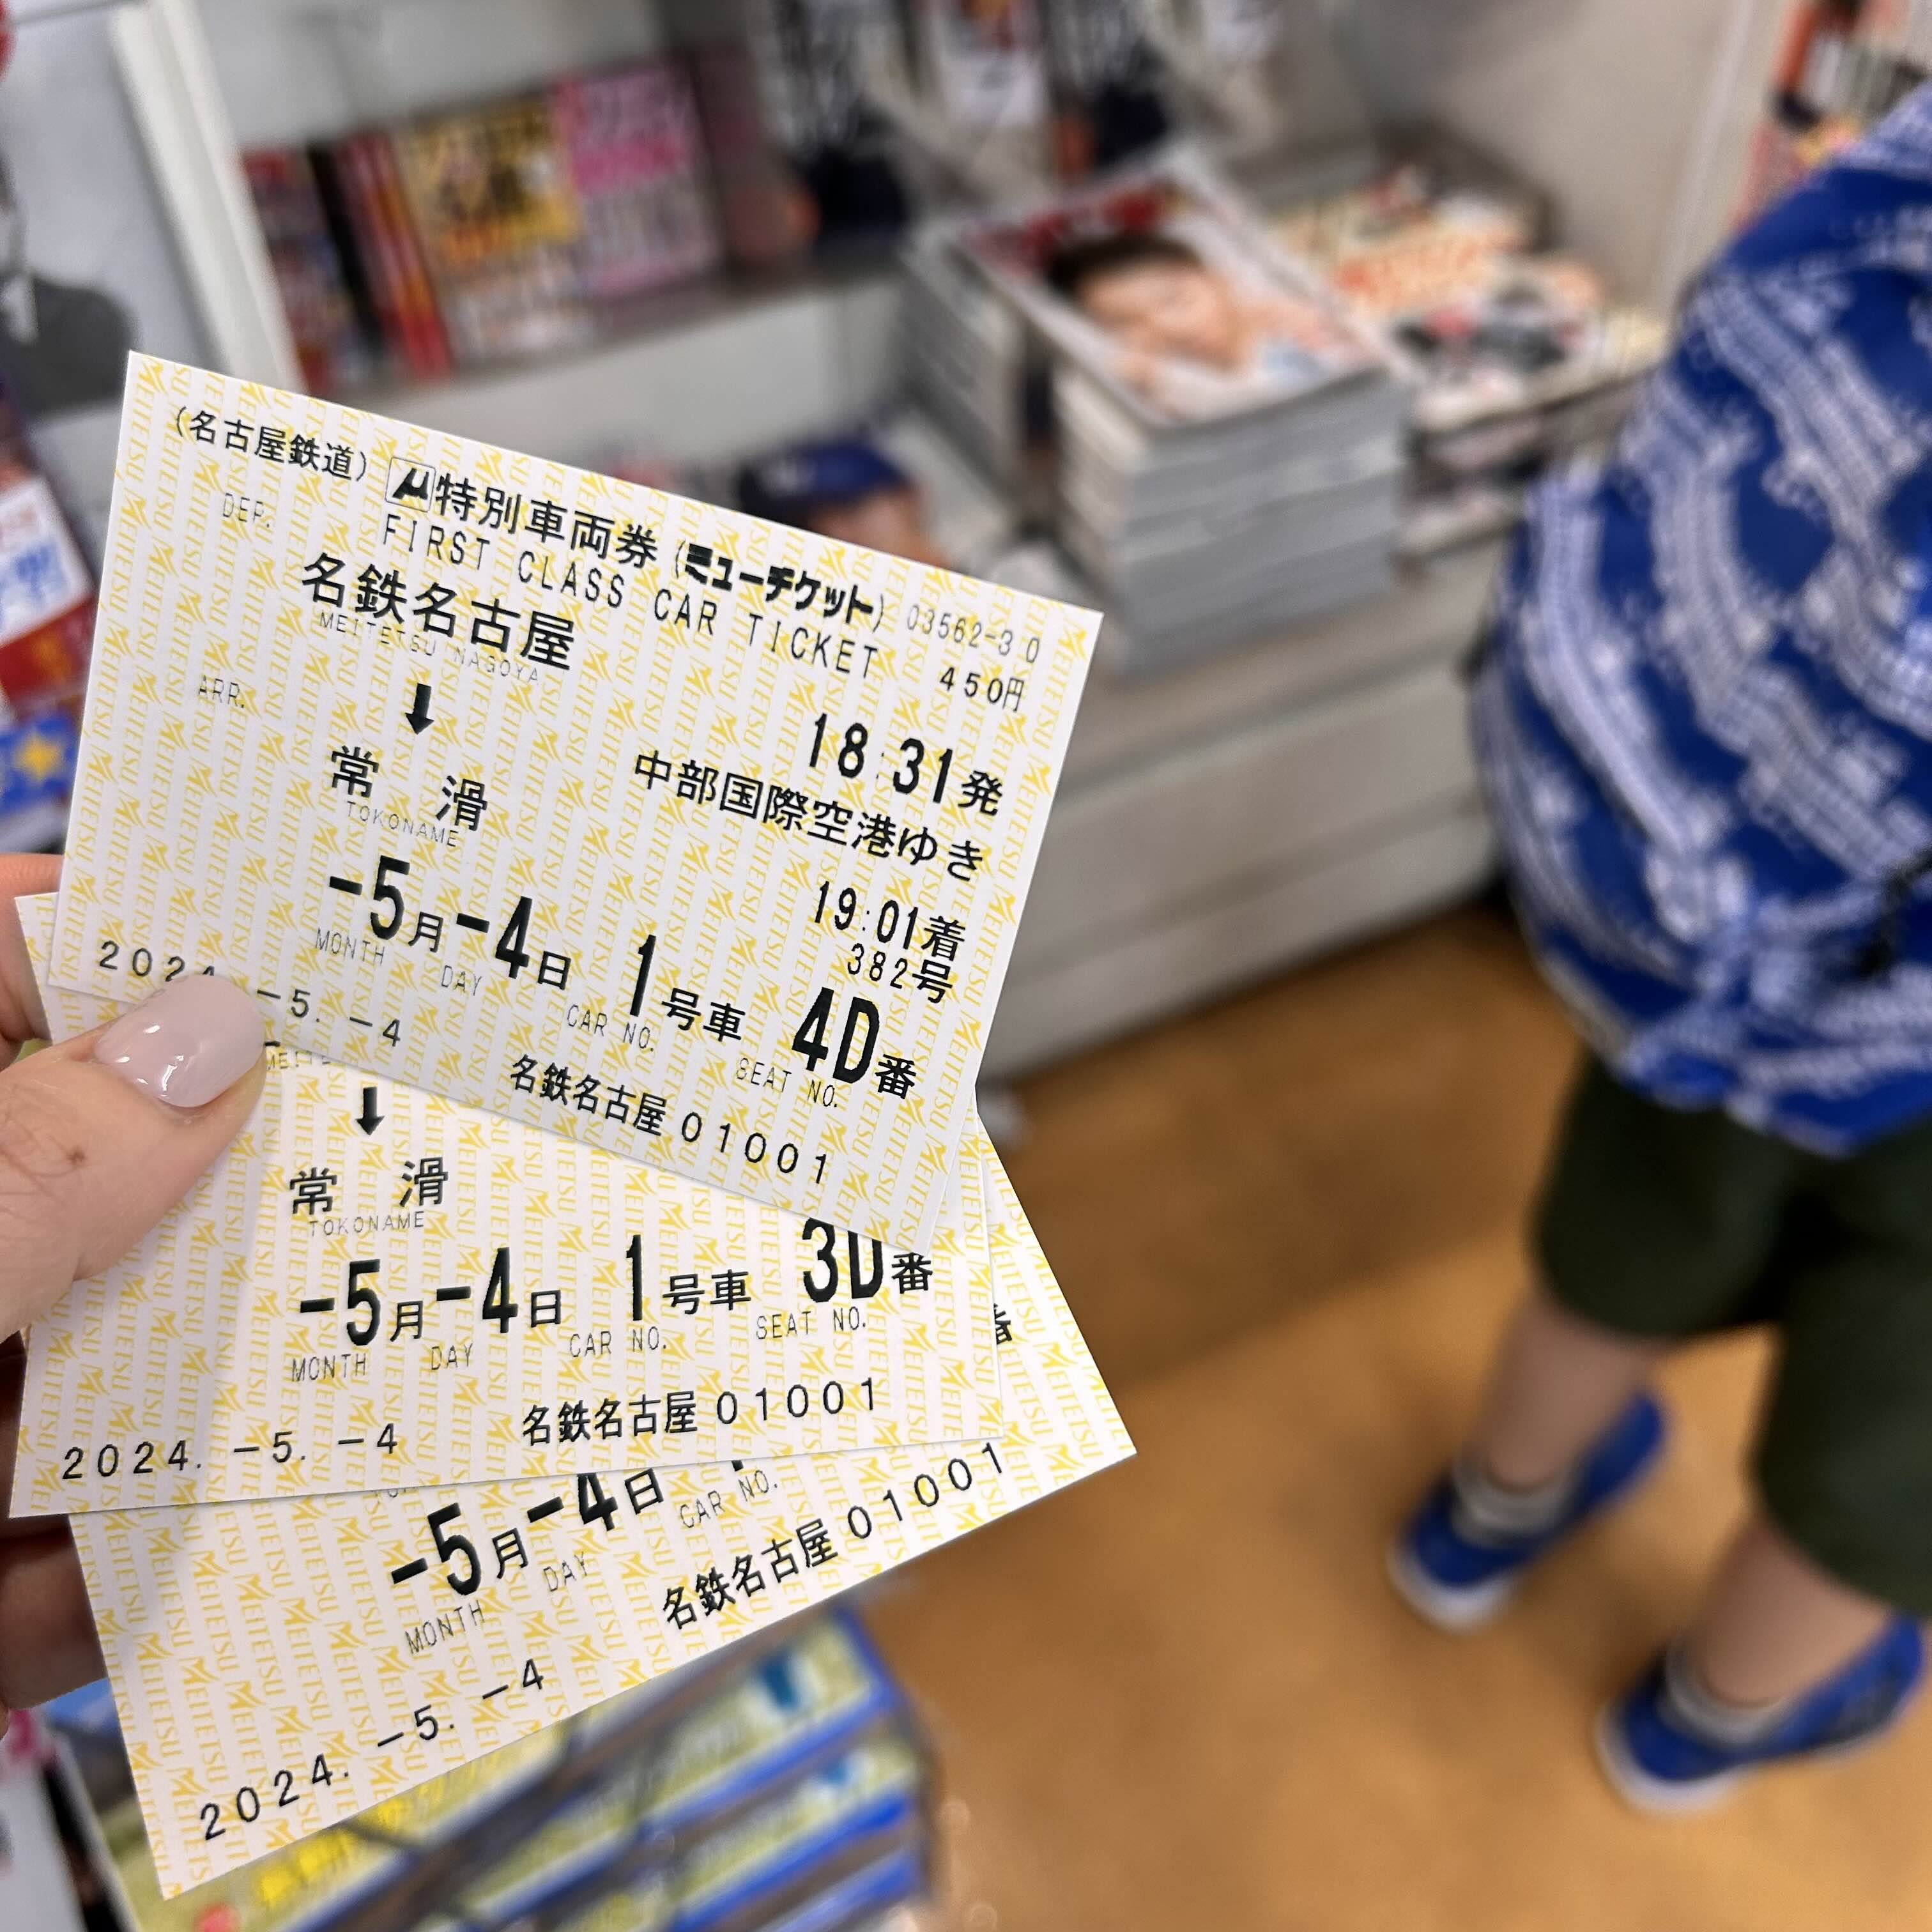 (名古屋鉄道) μ特別車両券(ミューチケット) 03562-30
FIRST CLASS CAR TICKET 450円
DEP. 名鉄名古屋
MEITETSU NAGOYA
↓ 18:31発
ARR. 常 滑 中部国際空港ゆき
TOKONAME
19:01着
382号
-5月-4日 1号車 4D番
MONTH DAY CAR NO. SEAT NO.
2024. -5. -4 名鉄名古屋 01001
↓
常 滑
TOKONAME
-5月-4日 1号車 3D番
MONTH DAY CAR NO. SEAT NO.
2024. -5. -4 名鉄名古屋 01001
番
-5月-4日
MONTH DAY CAR NO.
2024. -5. -4 名鉄名古屋 01001
MEITETSU